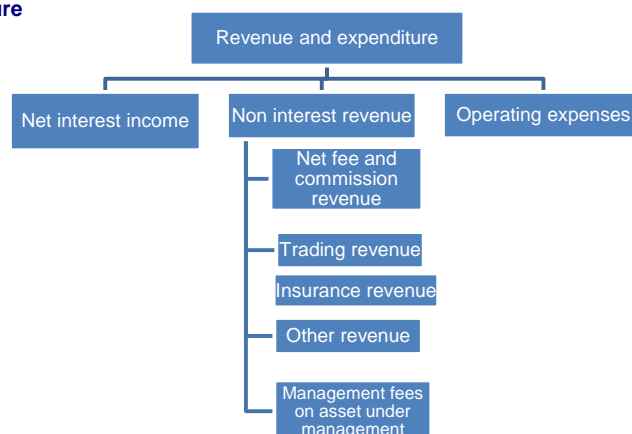 ure
Revenue and expenditure
Net interest income
Non interest revenue
Operating expenses
Net fee and
commission
revenue
Trading revenue
Insurance revenue
Other revenue
Management fees
on asset under
management